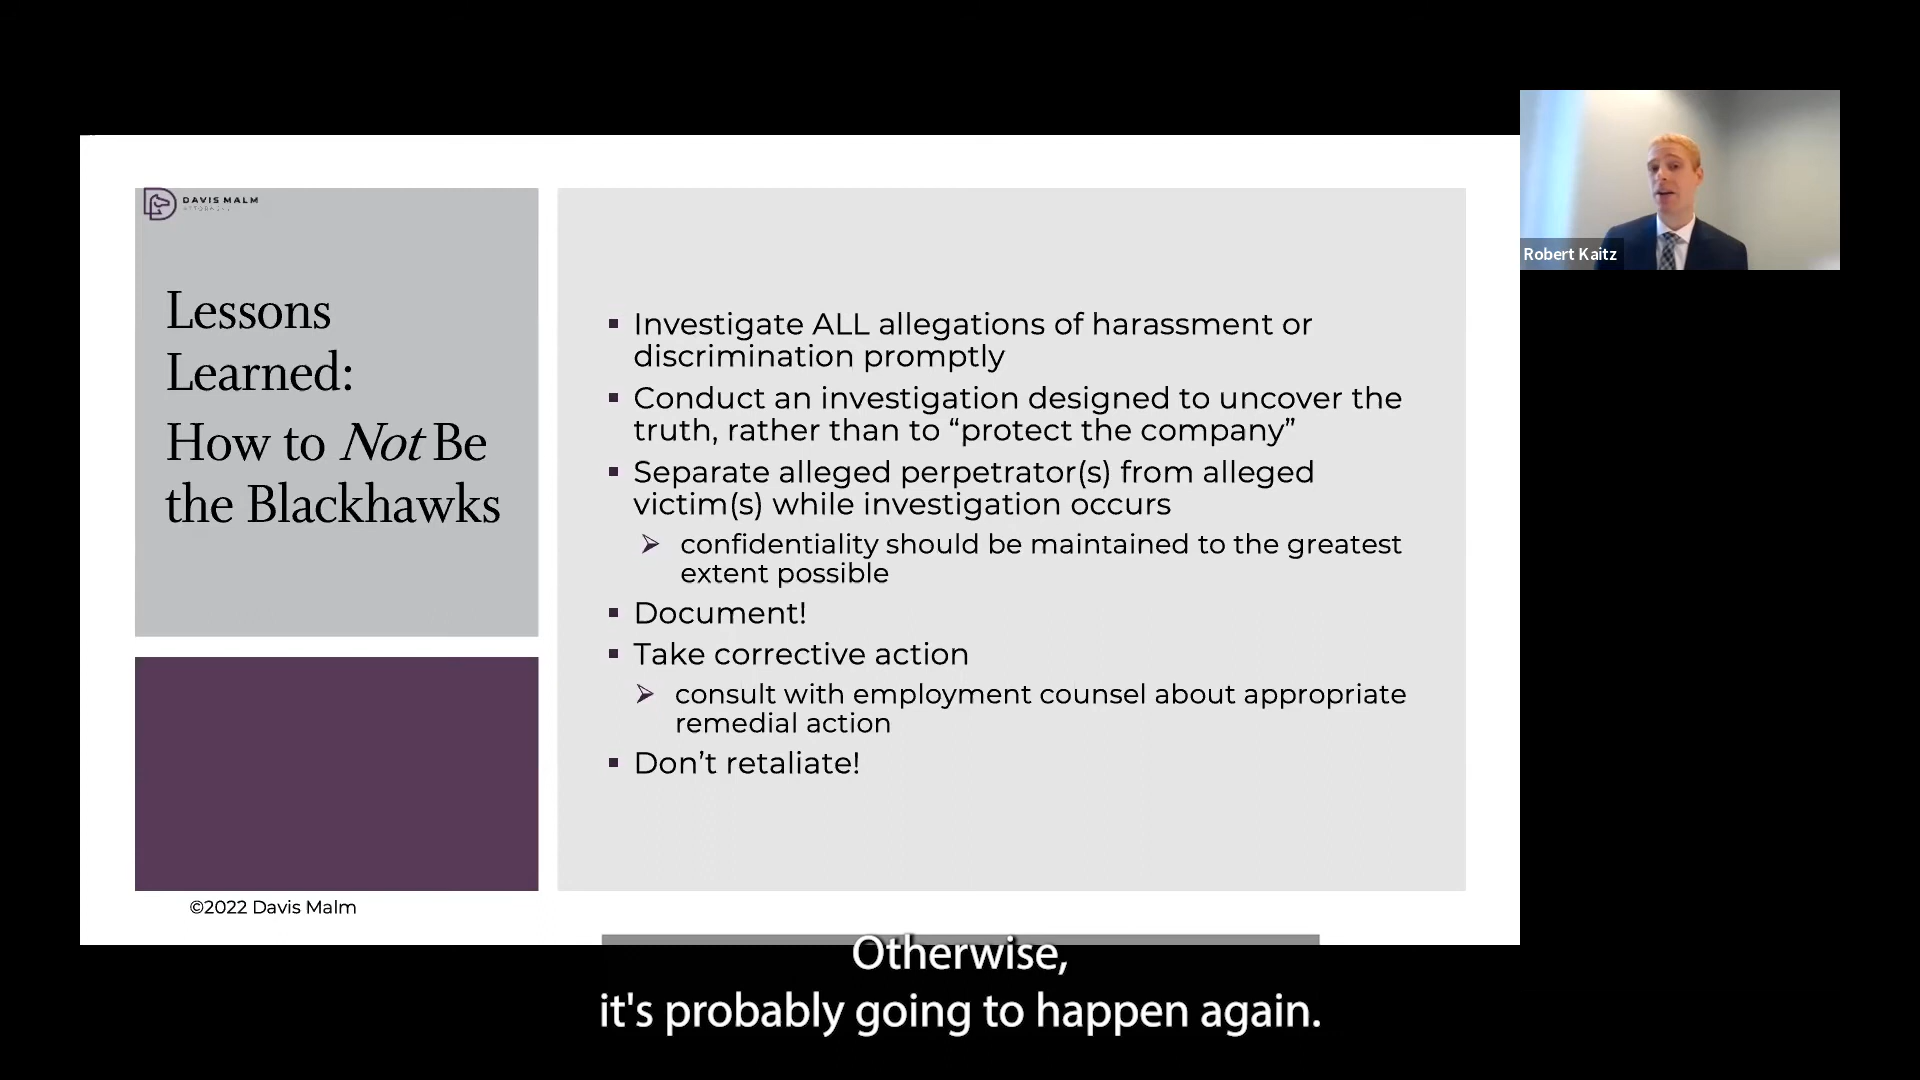 DAVIS MALM
Lessons
Learned:
How to Not Be
the Blackhawks
▪ Investigate ALL allegations of harassment or
discrimination promptly
▪ Conduct an investigation designed to uncover the
truth, rather than to “protect the company”
▪ Separate alleged perpetrator(s) from alleged
victim(s) while investigation occurs
➢ confidentiality should be maintained to the greatest
extent possible
▪ Document!
▪ Take corrective action
➢ consult with employment counsel about appropriate
remedial action
▪ Don’t retaliate!
©2022 Davis Malm
Robert Kaitz
Otherwise,
it's probably going to happen again.